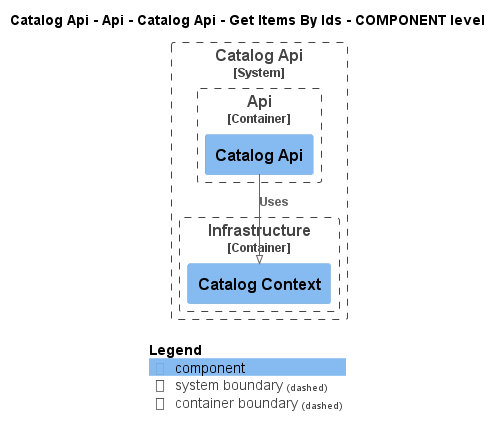 Catalog Api - Api - Catalog Api - Get Items By Ids - COMPONENT level
Catalog Api
[System]
Api
[Container]
Catalog Api
Uses
Infrastructure
[Container]
Catalog Context
Legend
component
system boundary (dashed)
container boundary (dashed)